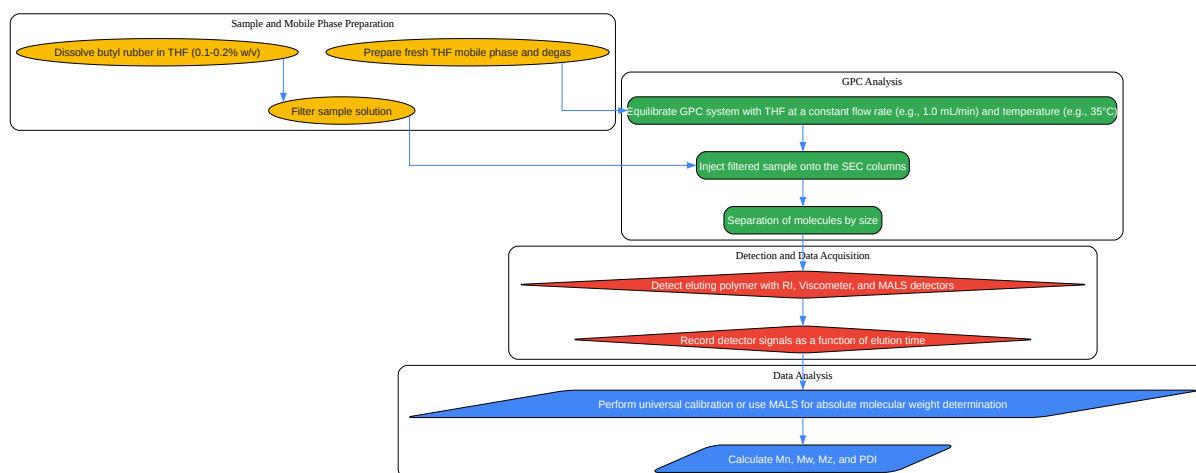 Sample and Mobile Phase Preparation
Dissolve butyl rubber in THF (0.1-0.2% w/v)
Prepare fresh THF mobile phase and degas
Filter sample solution
GPC Analysis
Equilibrate GPC system with THF at a constant flow rate (e.g., 1.0 mL/min) and temperature (e.g., 35°C)
Inject filtered sample onto the SEC columns
Separation of molecules by size
Detection and Data Acquisition
Detect eluting polymer with RI, Viscometer, and MALS detectors
Record detector signals as a function of elution time
Data Analysis
Perform universal calibration or use MALS for absolute molecular weight determination
Calculate Mn, Mw, Mz, and PDI